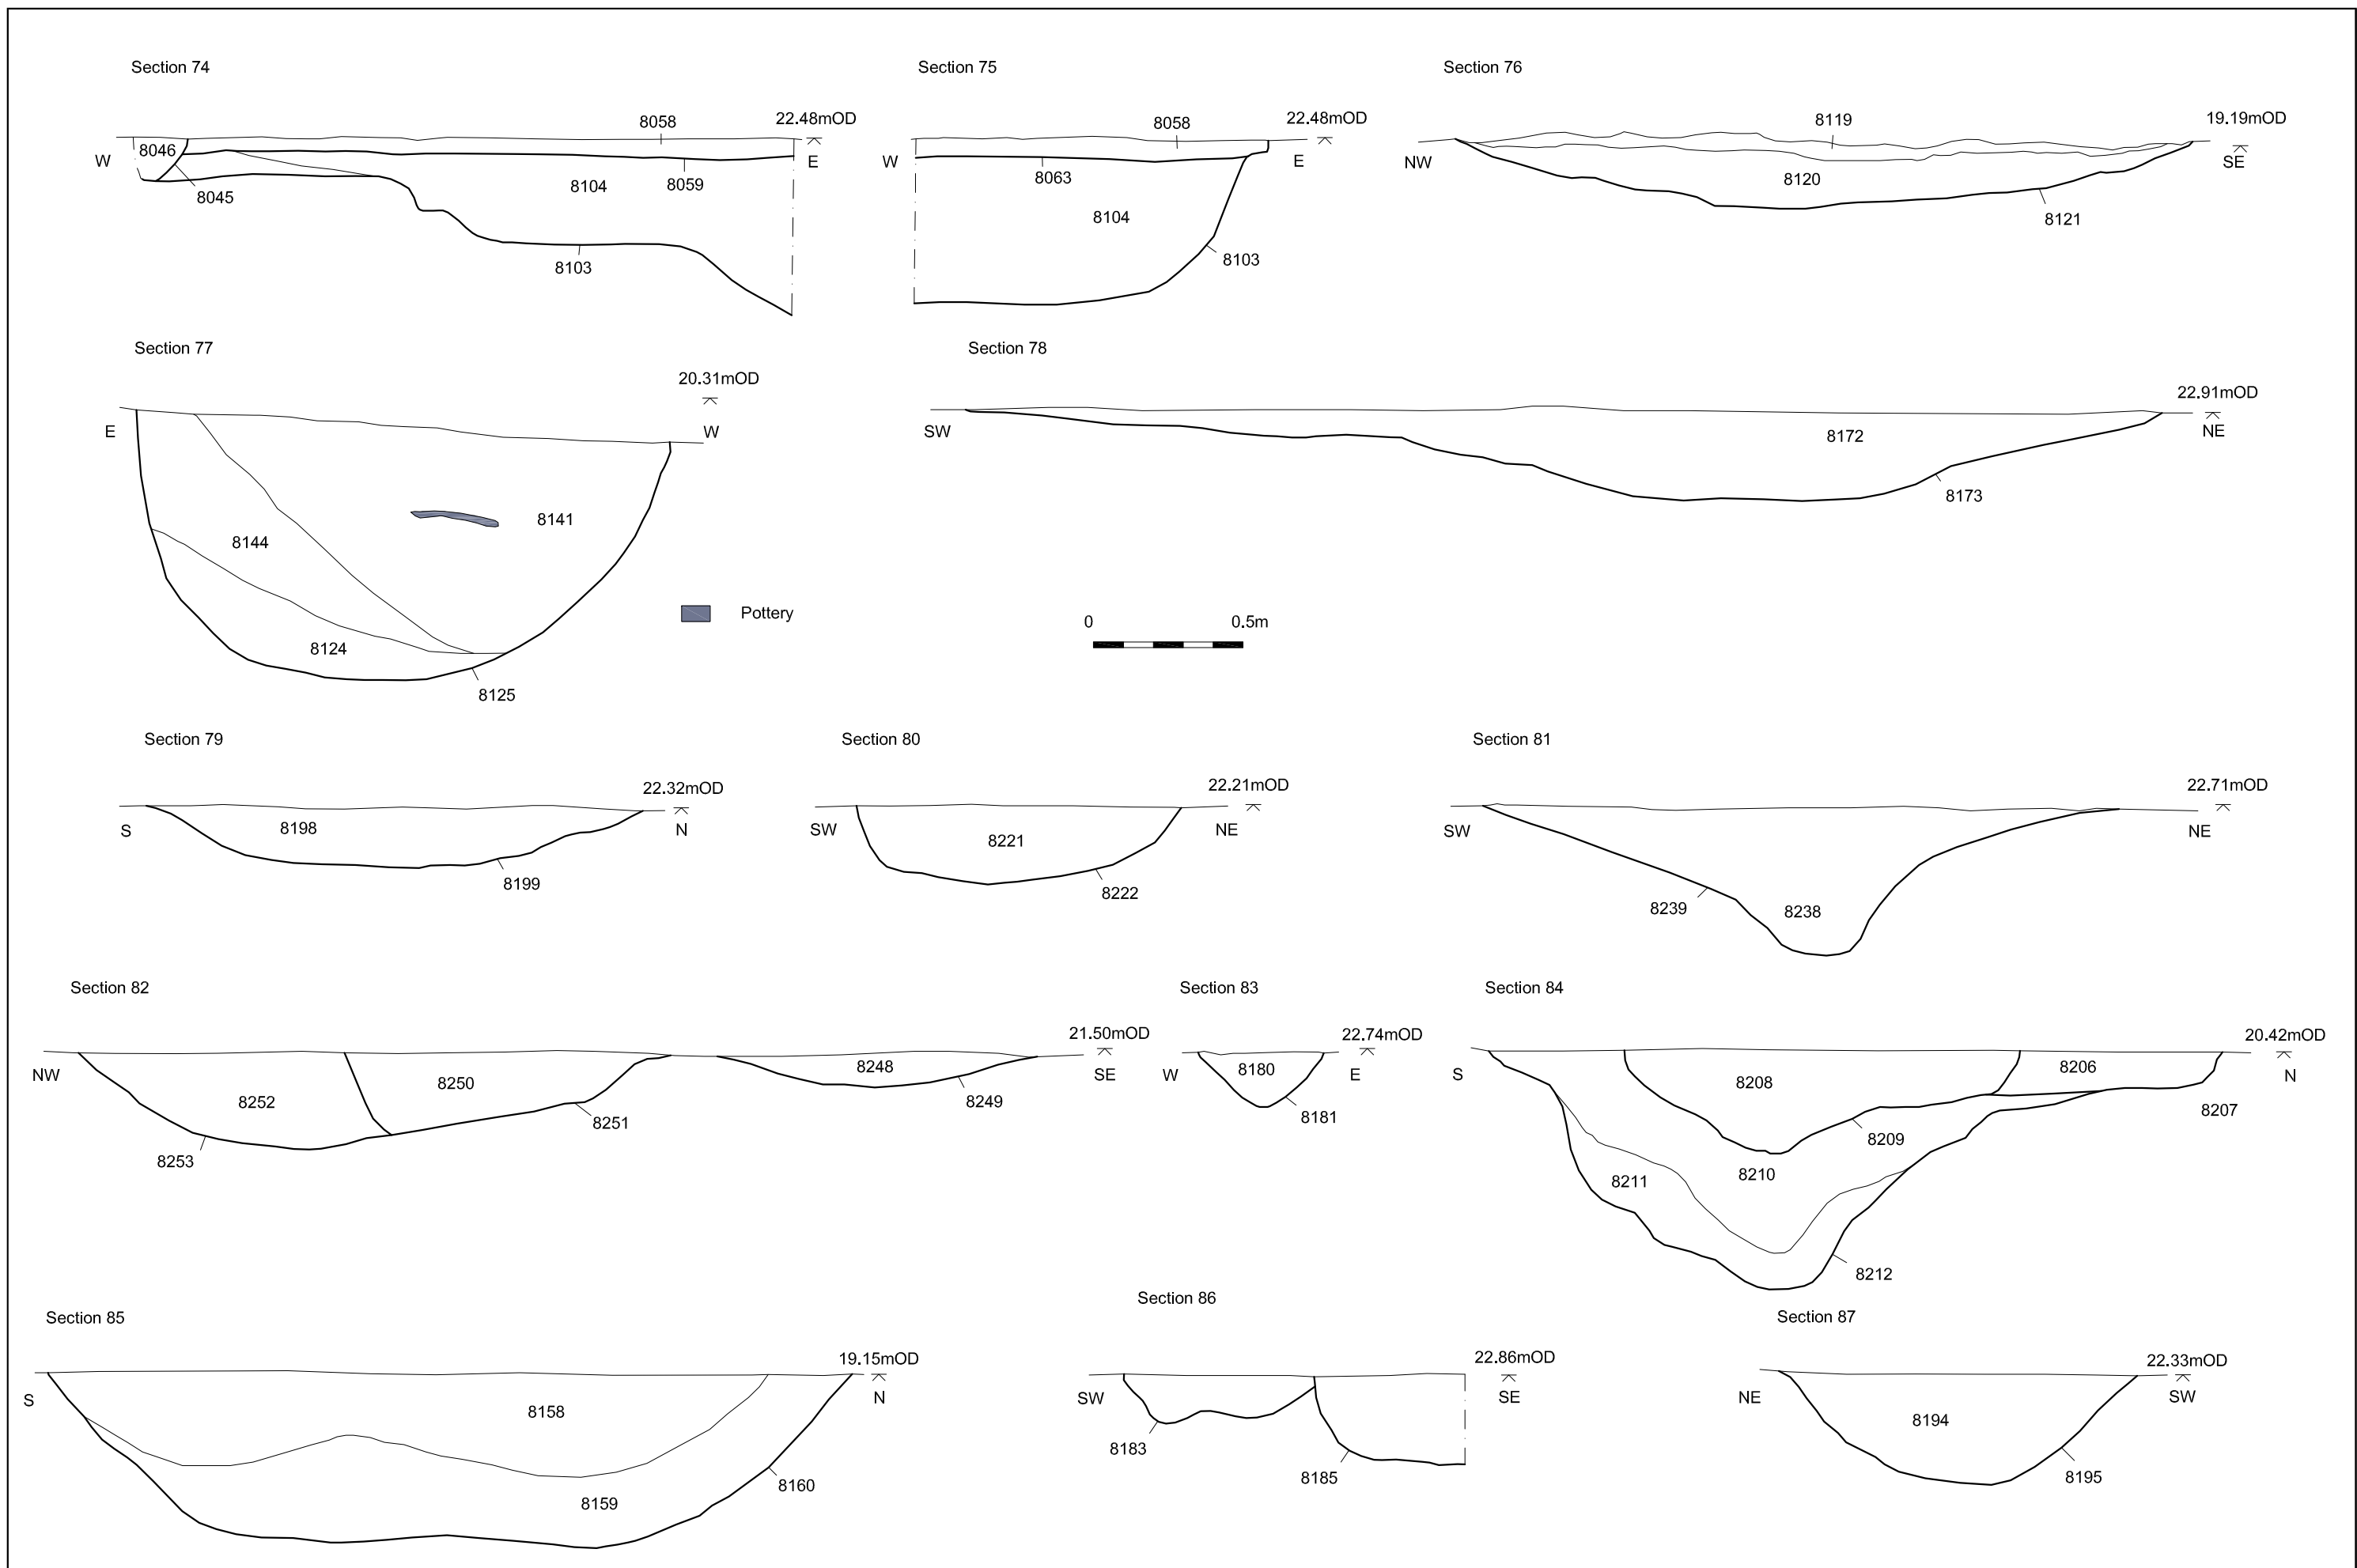 Section 74
8058
22.48mOD
8046
W
E
8104
8059
8045
8103
Section 75
8058
22.48mOD
W
E
8063
8104
8103
Section 76
8119
19.19mOD
NW
SE
8120
8121
Section 77
20.31mOD
E
W
8141
8144
8124
8125
Pottery
Section 78
22.91mOD
SW
NE
8172
8173
0 0.5m
Section 79
22.32mOD
S
N
8198
8199
Section 80
22.21mOD
SW
NE
8221
8222
Section 81
22.71mOD
SW
NE
8239
8238
Section 82
21.50mOD
NW
SE
8248
8250
8252
8249
8251
8253
Section 83
22.74mOD
W
E
8180
8181
Section 84
20.42mOD
S
N
8208
8206
8207
8209
8210
8211
8212
Section 85
19.15mOD
S
N
8158
8159
8160
Section 86
22.86mOD
SW
SE
8183
8185
Section 87
22.33mOD
NE
SW
8194
8195